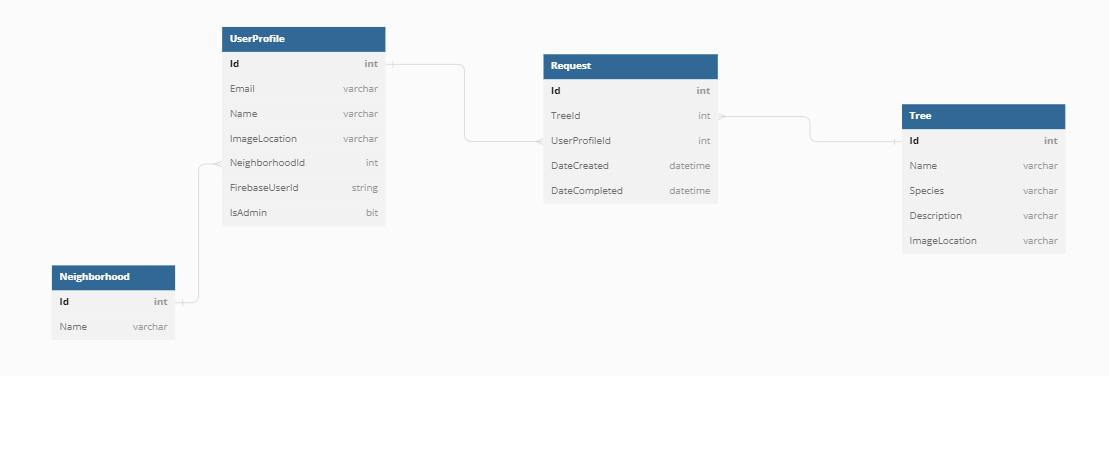 UserProfile
Id int
Email varchar
Name varchar
ImageLocation varchar
NeighborhoodId int
FirebaseUserId string
IsAdmin bit
Request
Id int
TreeId int
UserProfileId int
DateCreated datetime
DateCompleted datetime
Tree
Id int
Name varchar
Species varchar
Description varchar
ImageLocation varchar
Neighborhood
Id int
Name varchar